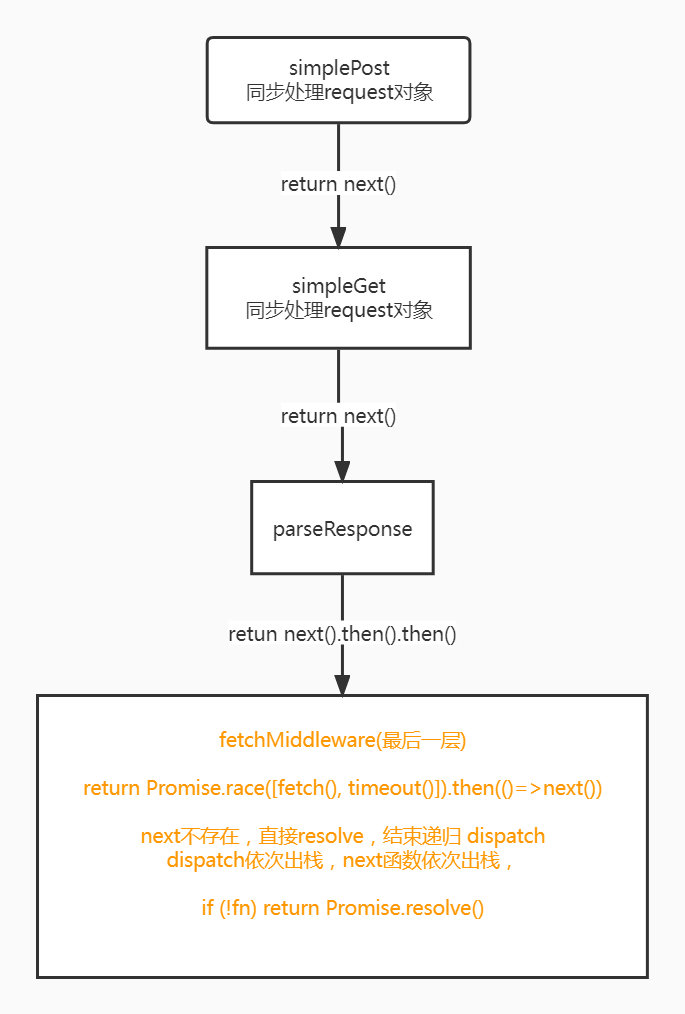 simplePost
同步处理request对象
return next()
simpleGet
同步处理request对象
return next()
parseResponse
retun next().then().then()
fetchMiddleware(最后一层)
return Promise.race([fetch(), timeout()]).then(()=>next())
next不存在，直接resolve，结束递归 dispatch
dispatch依次出栈，next函数依次出栈，
if (!fn) return Promise.resolve()